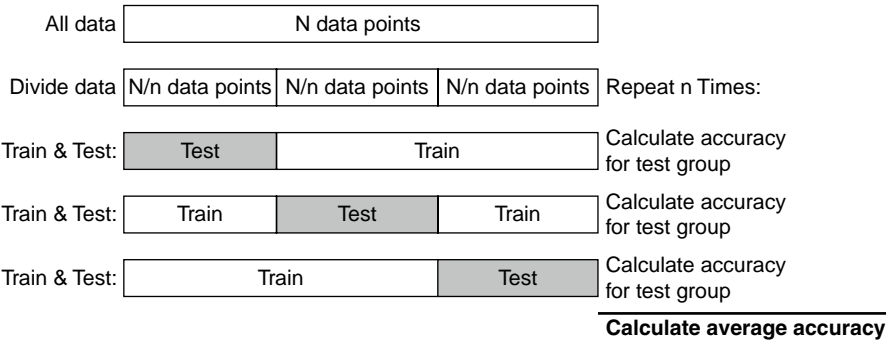 All data N data points
Divide data N/n data points N/n data points N/n data points Repeat n Times:
Train & Test: Test Train Calculate accuracy
for test group
Train & Test: Train Test Train Calculate accuracy
for test group
Train & Test: Train Test Calculate accuracy
for test group
Calculate average accuracy